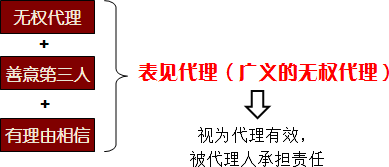 无权代理
+
善意第三人
+
有理由相信
表见代理（广义的无权代理）
视为代理有效，
被代理人承担责任